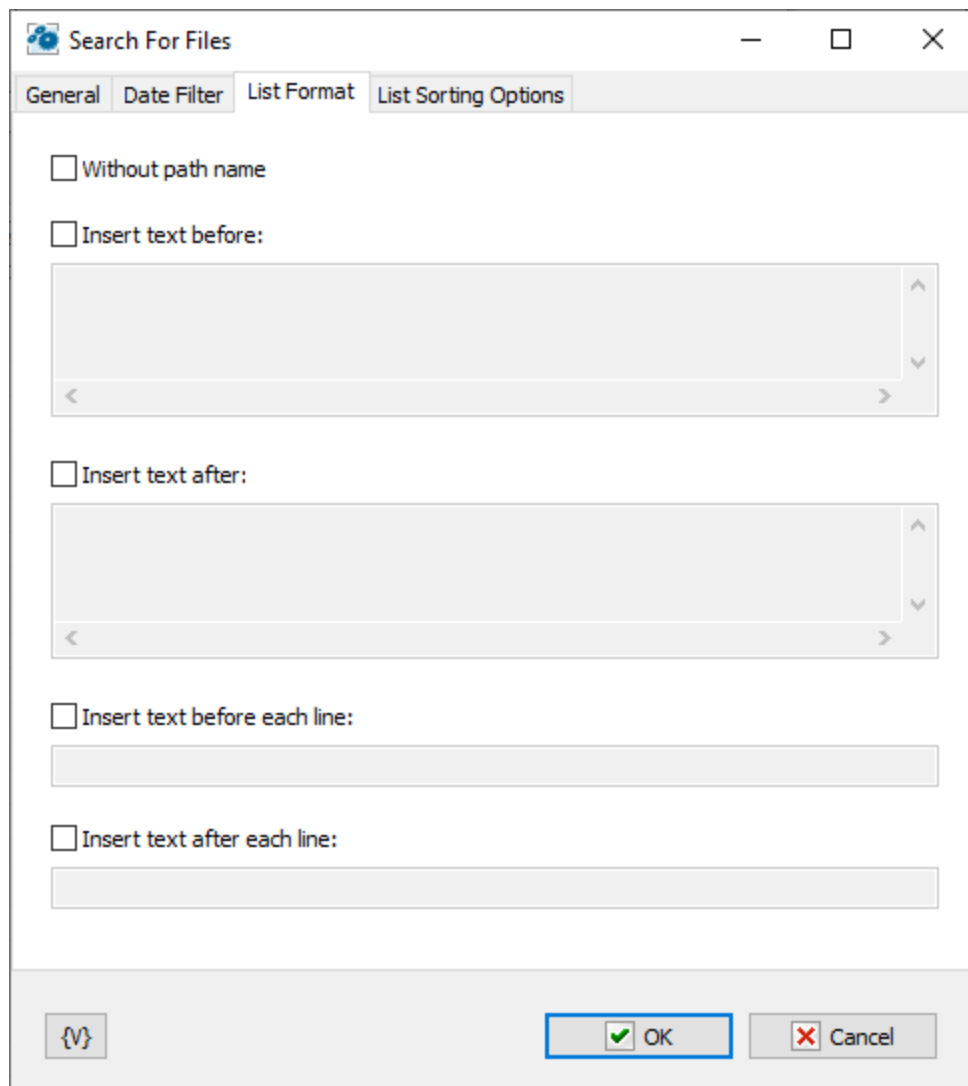 Search For Files
General Date Filter List Format List Sorting Options
Without path name
Insert text before:
Insert text after:
Insert text before each line:
Insert text after each line:
{V} OK Cancel